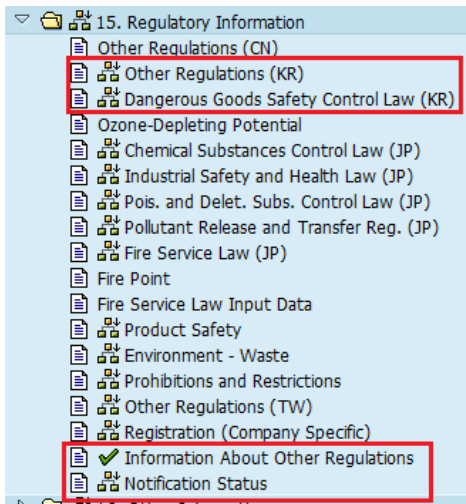 15. Regulatory Information
Other Regulations (CN)
Other Regulations (KR)
Dangerous Goods Safety Control Law (KR)
Ozone-Depleting Potential
Chemical Substances Control Law (JP)
Industrial Safety and Health Law (JP)
Pois. and Delet. Subs. Control Law (JP)
Pollutant Release and Transfer Reg. (JP)
Fire Service Law (JP)
Fire Point
Fire Service Law Input Data
Product Safety
Environment - Waste
Prohibitions and Restrictions
Other Regulations (TW)
Registration (Company Specific)
Information About Other Regulations
Notification Status